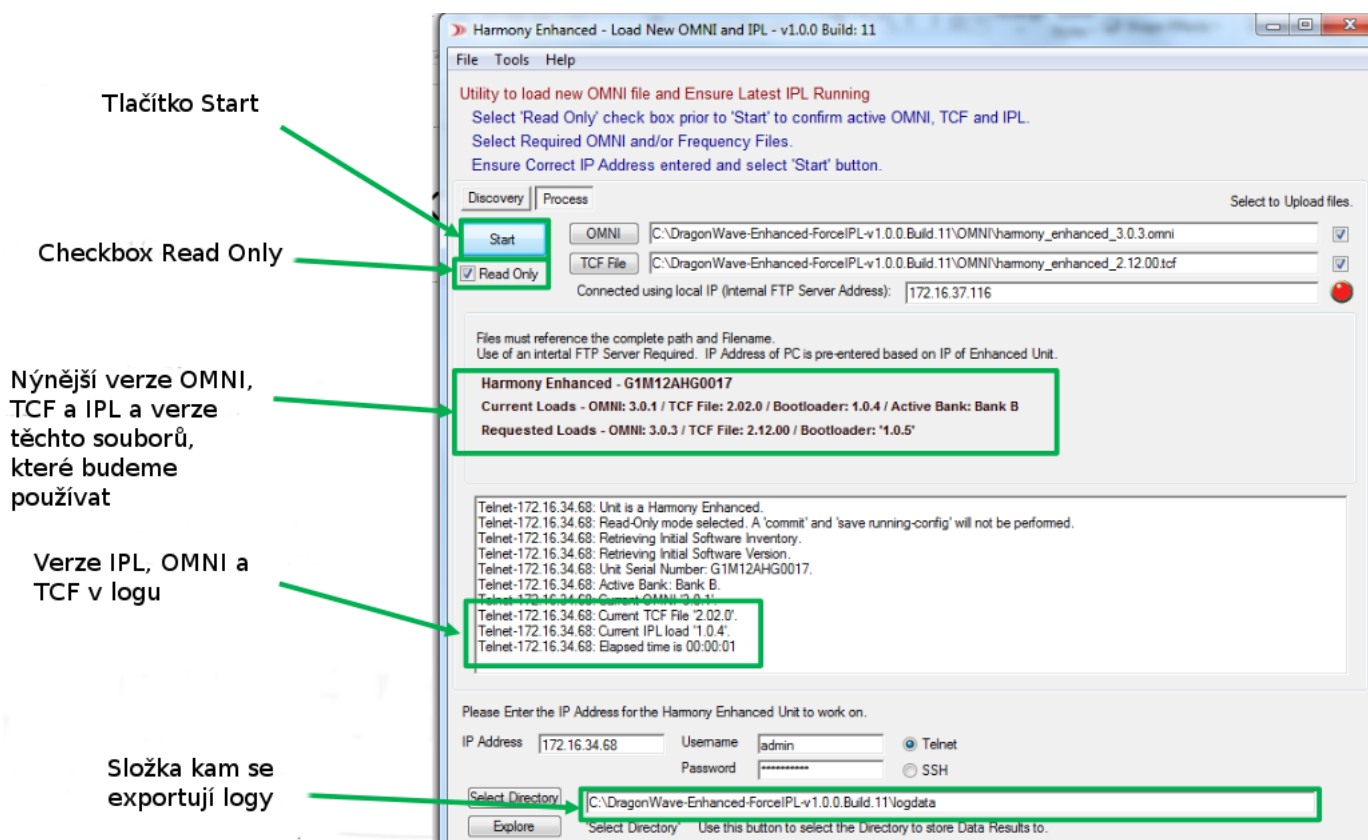 Harmony Enhanced - Load New OMNI and IPL - v1.0.0 Build: 11
File Tools Help
Utility to load new OMNI file and Ensure Latest IPL Running
Select 'Read Only' check box prior to 'Start' to confirm active OMNI, TCF and IPL.
Select Required OMNI and/or Frequency Files.
Ensure Correct IP Address entered and select 'Start' button.
Tlačítko Start
Discovery Process
Select to Upload files.
Start OMNI C:\DragonWave-Enhanced-ForceIPL-v1.0.0.Build.11\OMNI\harmony_enhanced_3.0.3.omni
Checkbox Read Only
Read Only TCF File C:\DragonWave-Enhanced-ForceIPL-v1.0.0.Build.11\OMNI\harmony_enhanced_2.12.00.tcf
Connected using local IP (Internal FTP Server Address): 172.16.37.116
Files must reference the complete path and Filename.
Use of an intertal FTP Server Required. IP Address of PC is pre-entered based on IP of Enhanced Unit.
Nýnější verze OMNI,
TCF a IPL a verze
těchto souborů,
které budeme
používat
Harmony Enhanced - G1M12AHG0017
Current Loads - OMNI: 3.0.1 / TCF File: 2.02.0 / Bootloader: 1.0.4 / Active Bank: Bank B
Requested Loads - OMNI: 3.0.3 / TCF File: 2.12.00 / Bootloader: '1.0.5'
Telnet-172.16.34.68: Unit is a Harmony Enhanced.
Telnet-172.16.34.68: Read-Only mode selected. A 'commit' and 'save running-config' will not be performed.
Telnet-172.16.34.68: Retrieving Initial Software Inventory.
Telnet-172.16.34.68: Retrieving Initial Software Version.
Telnet-172.16.34.68: Unit Serial Number: G1M12AHG0017.
Telnet-172.16.34.68: Active Bank: Bank B.
Telnet-172.16.34.68: Current OMNI '3.0.1'.
Telnet-172.16.34.68: Current TCF File '2.02.0'.
Telnet-172.16.34.68: Current IPL load '1.0.4'.
Telnet-172.16.34.68: Elapsed time is 00:00:01
Verze IPL, OMNI a
TCF v logu
Please Enter the IP Address for the Harmony Enhanced Unit to work on.
IP Address 172.16.34.68 Username admin Telnet
Password ********** SSH
Složka kam se
exportují logy
Select Directory C:\DragonWave-Enhanced-ForceIPL-v1.0.0.Build.11\logdata
Explore 'Select Directory' Use this button to select the Directory to store Data Results to.